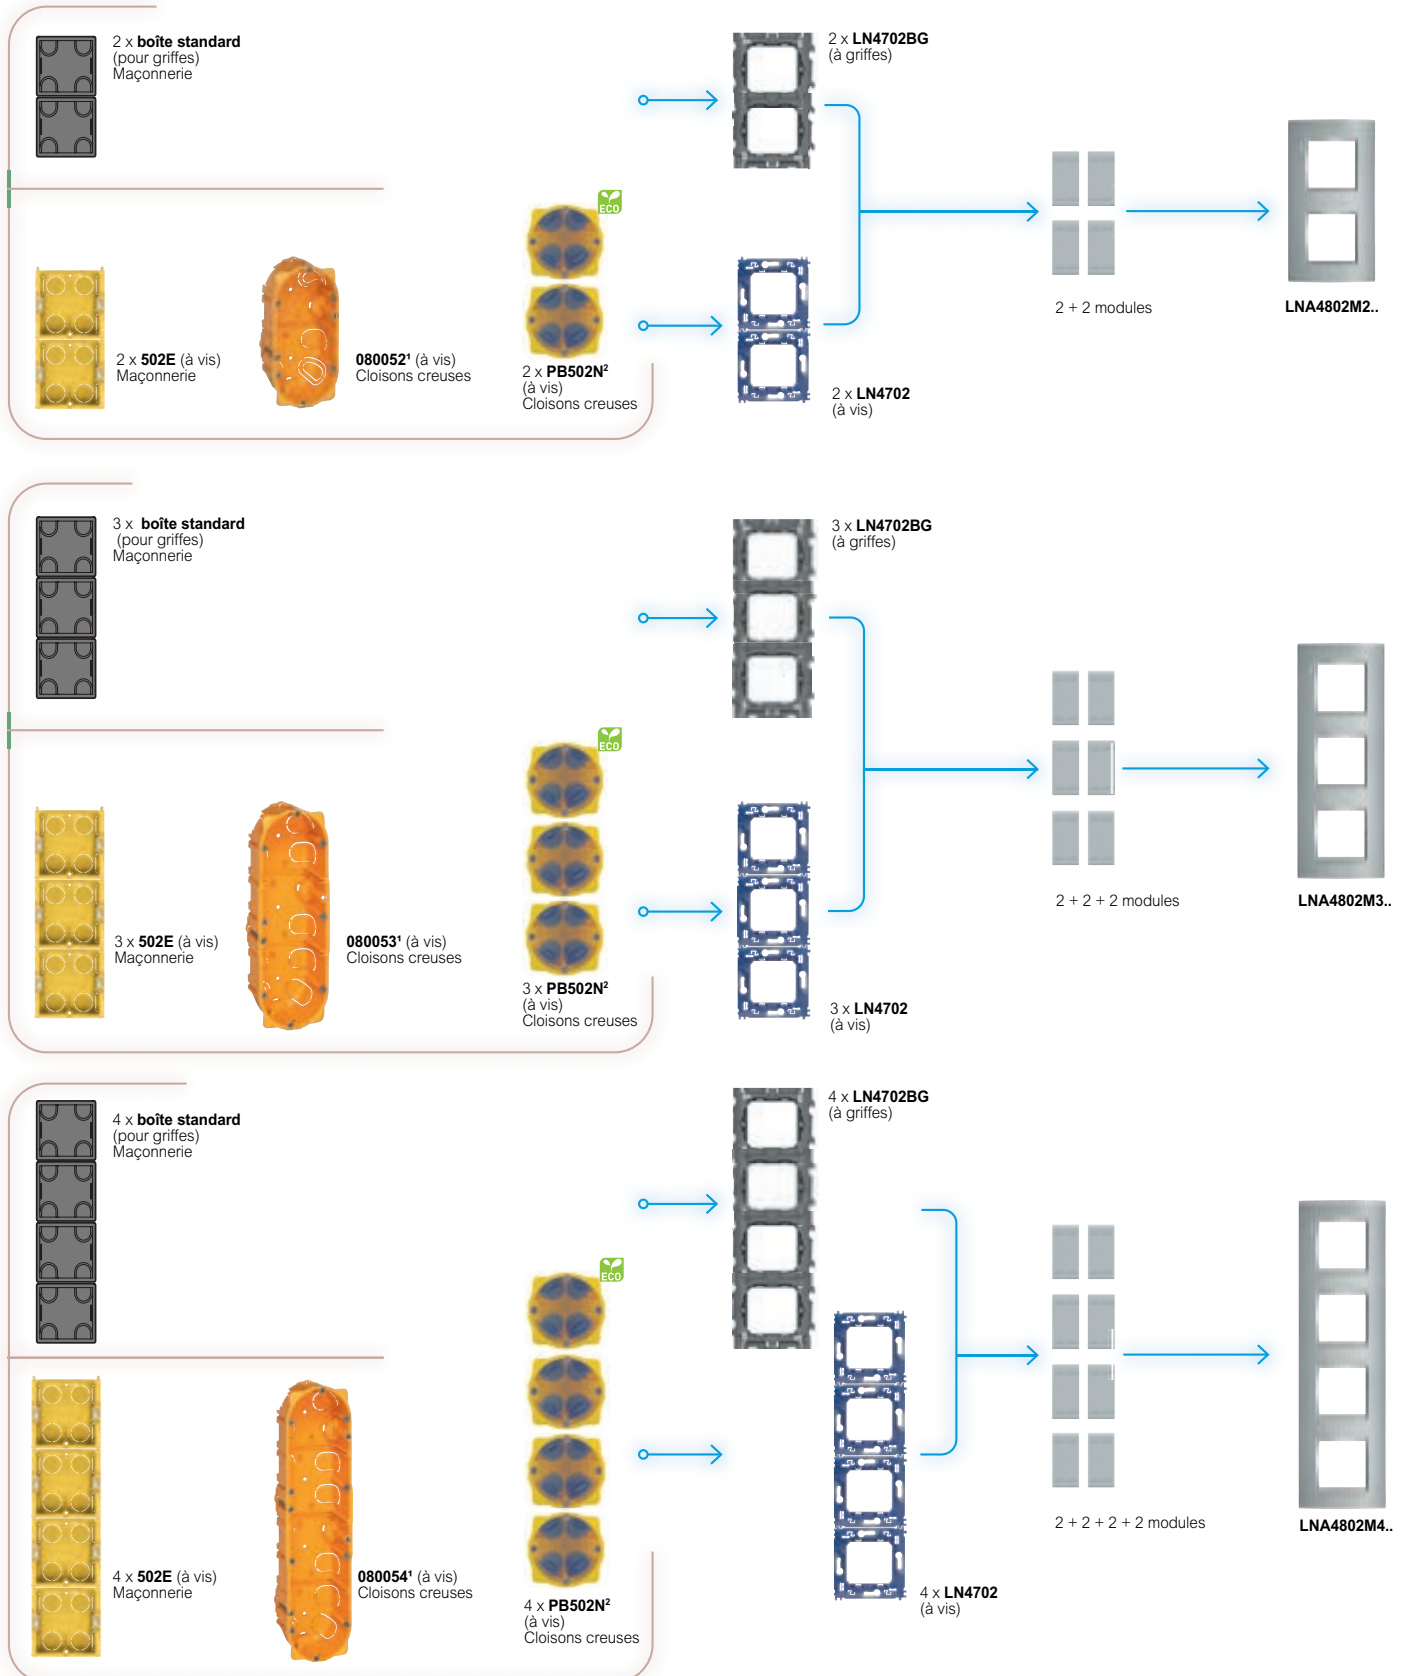 2 x boîte standard
(pour griffes)
Maçonnerie
2 x LN4702BG
(à griffes)
ECO
2 x 502E (à vis)
Maçonnerie
080052¹ (à vis)
Cloisons creuses
2 x PB502N²
(à vis)
Cloisons creuses
2 x LN4702
(à vis)
2 + 2 modules
LNA4802M2..
3 x boîte standard
(pour griffes)
Maçonnerie
3 x LN4702BG
(à griffes)
ECO
3 x 502E (à vis)
Maçonnerie
080053¹ (à vis)
Cloisons creuses
3 x PB502N²
(à vis)
Cloisons creuses
3 x LN4702
(à vis)
2 + 2 + 2 modules
LNA4802M3..
4 x boîte standard
(pour griffes)
Maçonnerie
4 x LN4702BG
(à griffes)
ECO
4 x 502E (à vis)
Maçonnerie
080054¹ (à vis)
Cloisons creuses
4 x PB502N²
(à vis)
Cloisons creuses
4 x LN4702
(à vis)
2 + 2 + 2 + 2 modules
LNA4802M4..